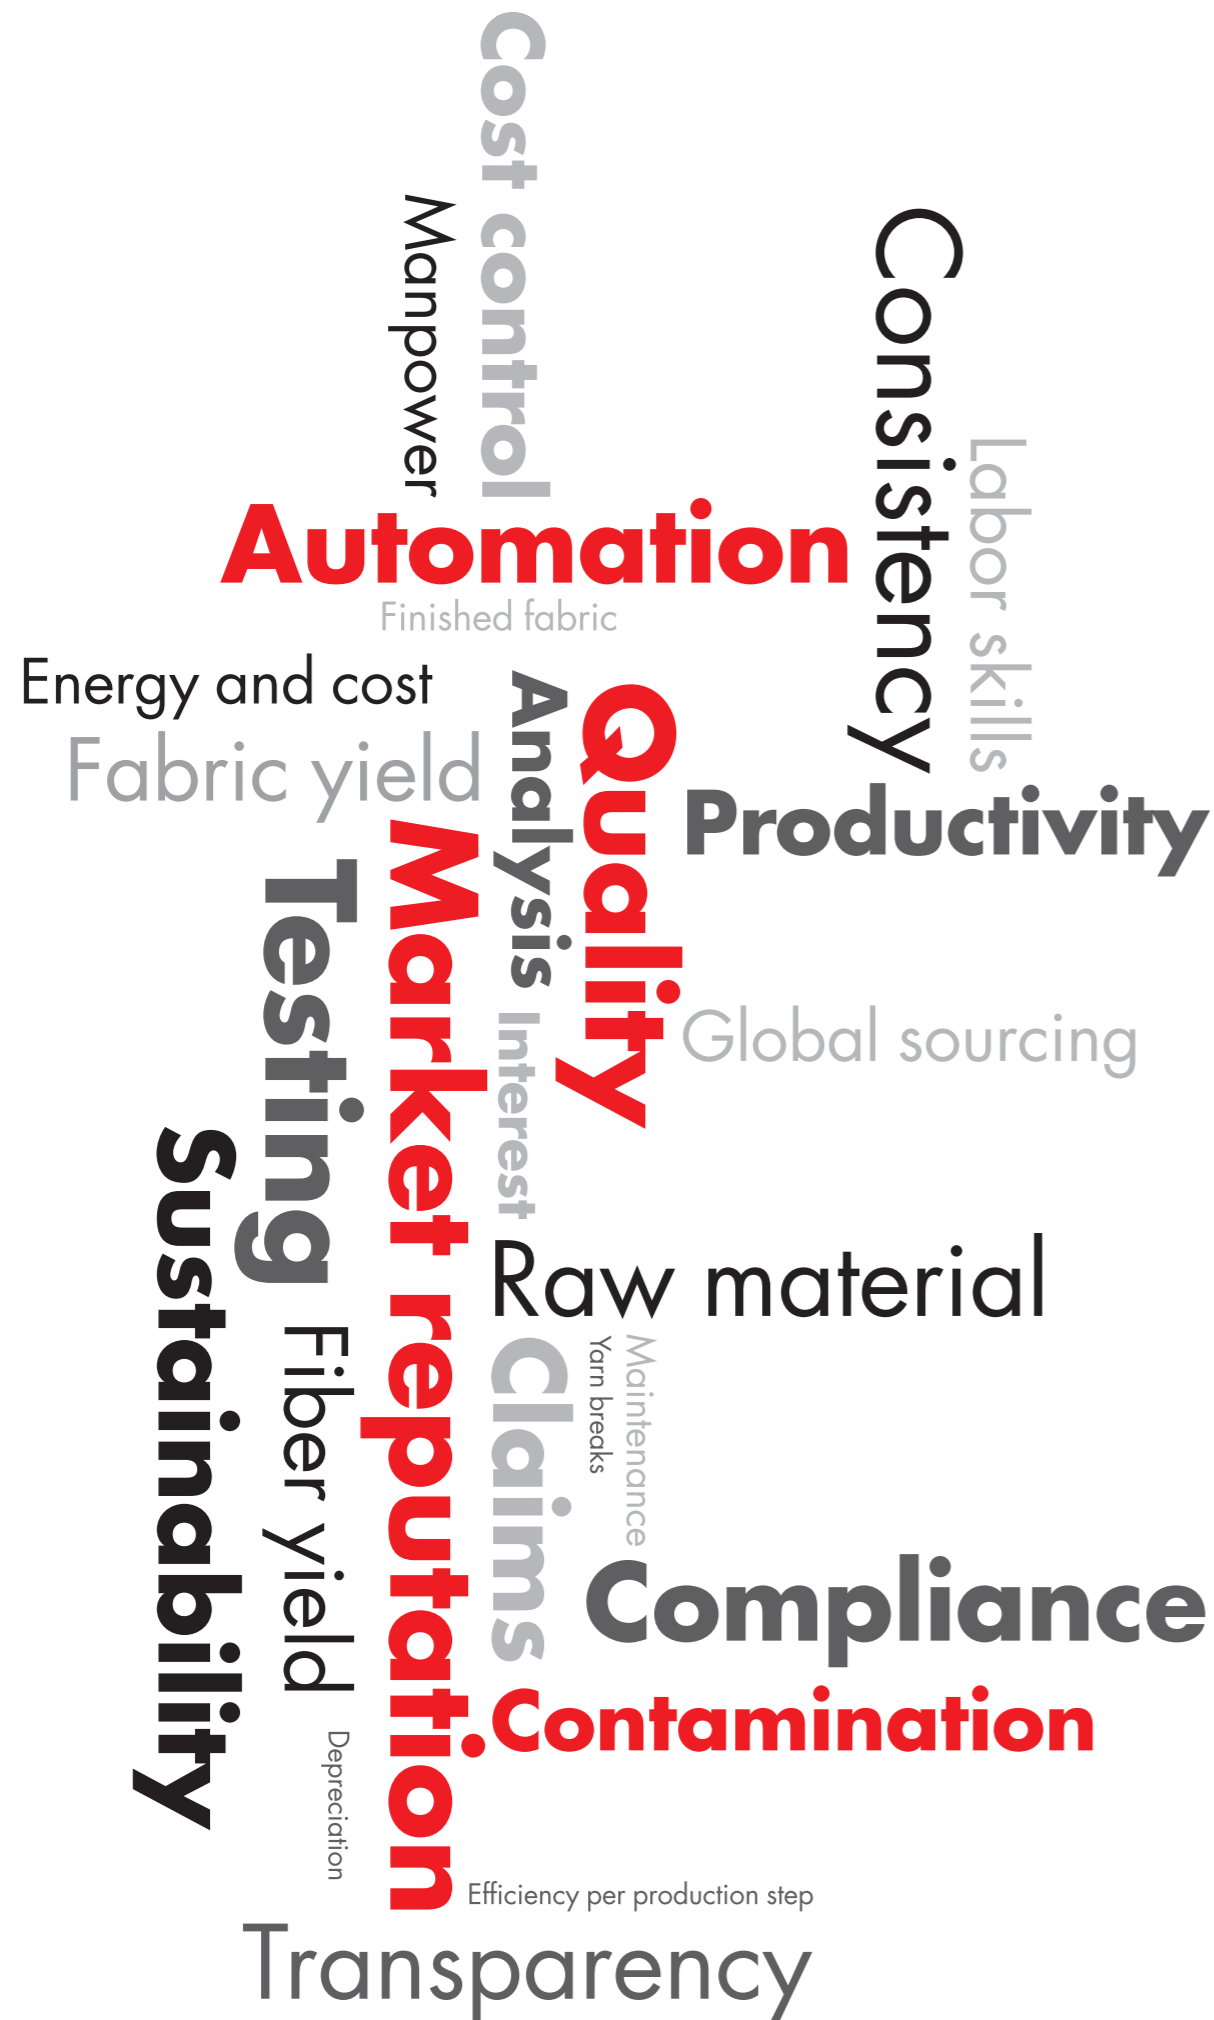 Cost control
Manpower
Consistency
Labor skills
Automation
Finished fabric
Energy and cost
Fabric yield
Analysis
Quality
Productivity
Market reputation
Testing
Global sourcing
Interest
Sustainability
Raw material
Fiber yield
Claims
Yarn breaks
Maintenance
Compliance
Contamination
Depreciation
Efficiency per production step
Transparency